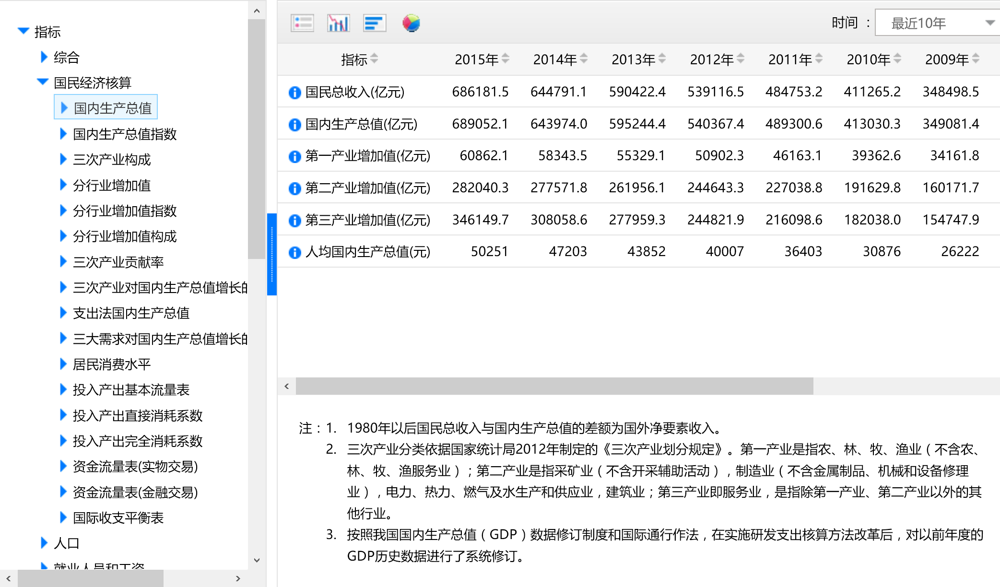 指标
综合
国民经济核算
国内生产总值
国内生产总值指数
三次产业构成
分行业增加值
分行业增加值指数
分行业增加值构成
三次产业贡献率
三次产业对国内生产总值增长
支出法国内生产总值
三大需求对国内生产总值增长
居民消费水平
投入产出基本流量表
投入产出直接消耗系数
投入产出完全消耗系数
资金流量表(实物交易)
资金流量表(金融交易)
国际收支平衡表
人口
就业人员和工资
时间 : 最近10年
指标 2015年 2014年 2013年 2012年 2011年 2010年 2009年
国民总收入(亿元) 686181.5 644791.1 590422.4 539116.5 484753.2 411265.2 348498.5
国内生产总值(亿元) 689052.1 643974.0 595244.4 540367.4 489300.6 413030.3 349081.4
第一产业增加值(亿元) 60862.1 58343.5 55329.1 50902.3 46163.1 39362.6 34161.8
第二产业增加值(亿元) 282040.3 277571.8 261956.1 244643.3 227038.8 191629.8 160171.7
第三产业增加值(亿元) 346149.7 308058.6 277959.3 244821.9 216098.6 182038.0 154747.9
人均国内生产总值(元) 50251 47203 43852 40007 36403 30876 26222
注：1. 1980年以后国民总收入与国内生产总值的差额为国外净要素收入。
2. 三次产业分类依据国家统计局2012年制定的《三次产业划分规定》。第一产业是指农、林、牧、渔业（不含农、
林、牧、渔服务业）；第二产业是指采矿业（不含开采辅助活动），制造业（不含金属制品、机械和设备修理
业），电力、热力、燃气及水生产和供应业，建筑业；第三产业即服务业，是指除第一产业、第二产业以外的其
他行业。
3. 按照我国国内生产总值（GDP）数据修订制度和国际通行作法，在实施研发支出核算方法改革后，对以前年度的
GDP历史数据进行了系统修订。